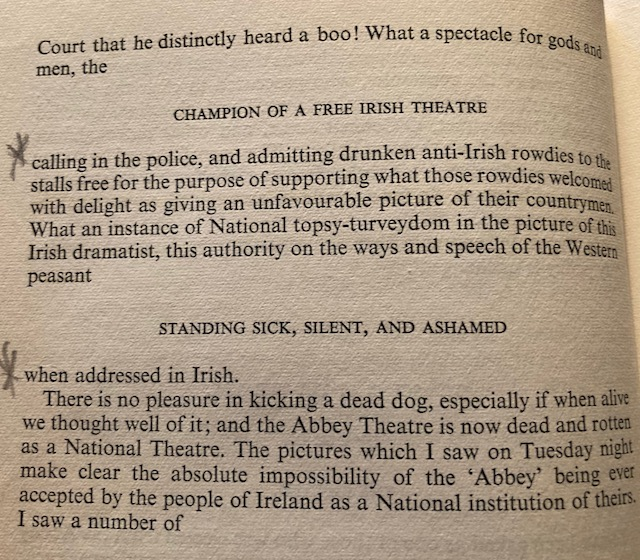 Court that he distinctly heard a boo! What a spectacle for gods and
men, the
CHAMPION OF A FREE IRISH THEATRE
calling in the police, and admitting drunken anti-Irish rowdies to the
stalls free for the purpose of supporting what those rowdies welcomed
with delight as giving an unfavourable picture of their countrymen.
What an instance of National topsy-turveydom in the picture of this
Irish dramatist, this authority on the ways and speech of the Western
peasant
STANDING SICK, SILENT, AND ASHAMED
when addressed in Irish.
There is no pleasure in kicking a dead dog, especially if when alive
we thought well of it; and the Abbey Theatre is now dead and rotten
as a National Theatre. The pictures which I saw on Tuesday night
make clear the absolute impossibility of the ‘Abbey’ being ever
accepted by the people of Ireland as a National institution of theirs.
I saw a number of